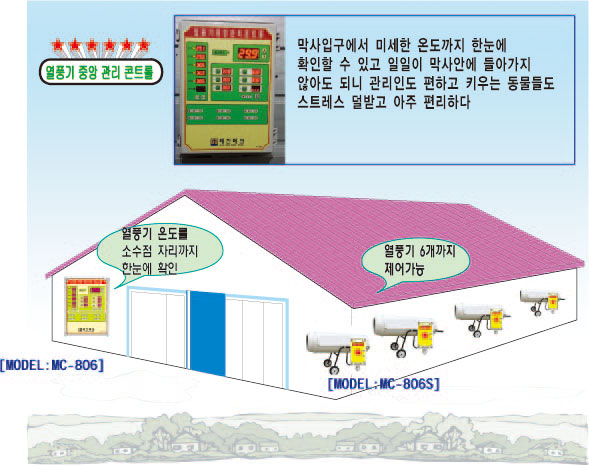 열풍기 중앙 관리 콘트롤
29.9
막사입구에서 미세한 온도까지 한눈에
확인할 수 있고 일일이 막사안에 들아가지
않아도 되니 관리인도 편하고 키우는 동물들도
스트레스 덜받고 아주 편리하다
열풍기 온도를
소수점 자리까지
한눈에 확인
열풍기 6개까지
제어가능
[MODEL:MC-806]
[MODEL:MC-806S]